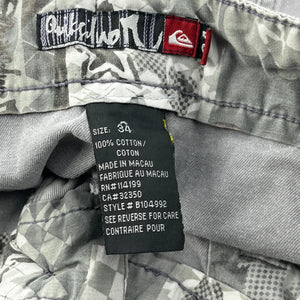 Quiksilver
SIZE: 34
100% COTTON/
COTON
MADE IN MACAU
FABRIQUE AU MACAU
RN#114199
CA#32350
STYLE # B104992
SEE REVERSE FOR CARE
CONTRAIRE POUR